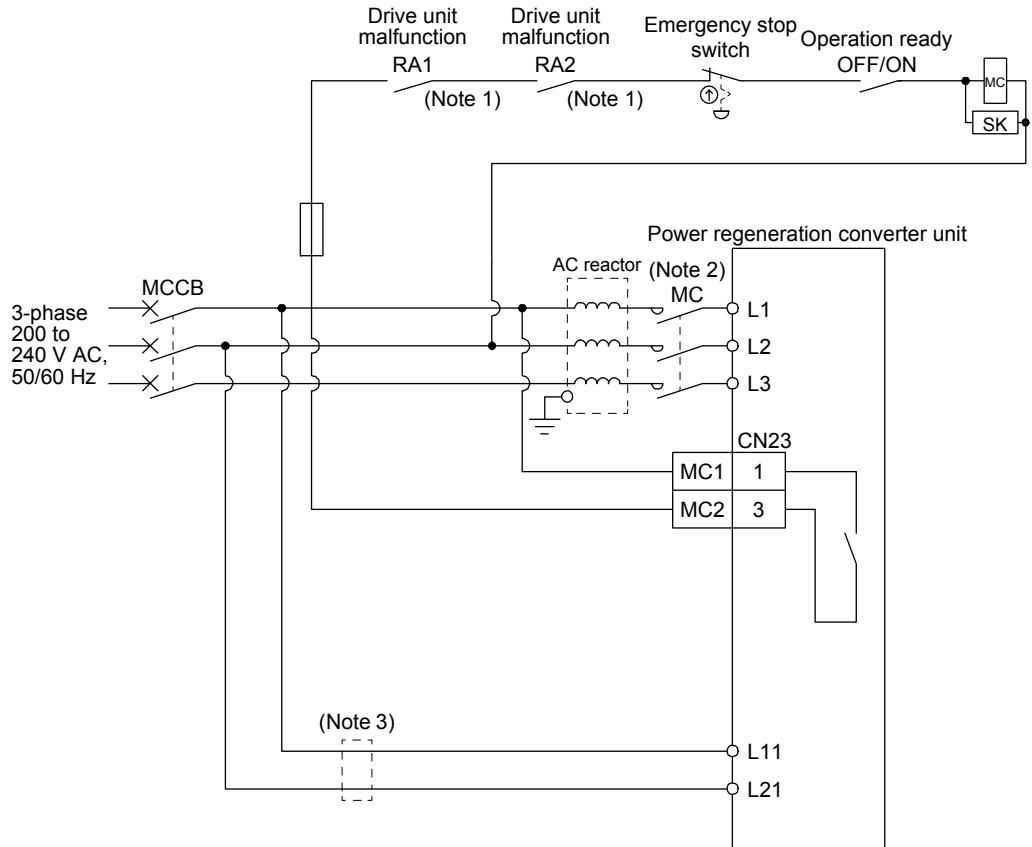 Drive unit
malfunction
RA1
(Note 1)
Drive unit
malfunction
RA2
(Note 1)
Emergency stop
switch
Operation ready
OFF/ON
MC
SK
Power regeneration converter unit
AC reactor
(Note 2)
MC
MCCB
3-phase
200 to
240 V AC,
50/60 Hz
L1
L2
L3
CN23
MC1 1
MC2 3
(Note 3)
L11
L21